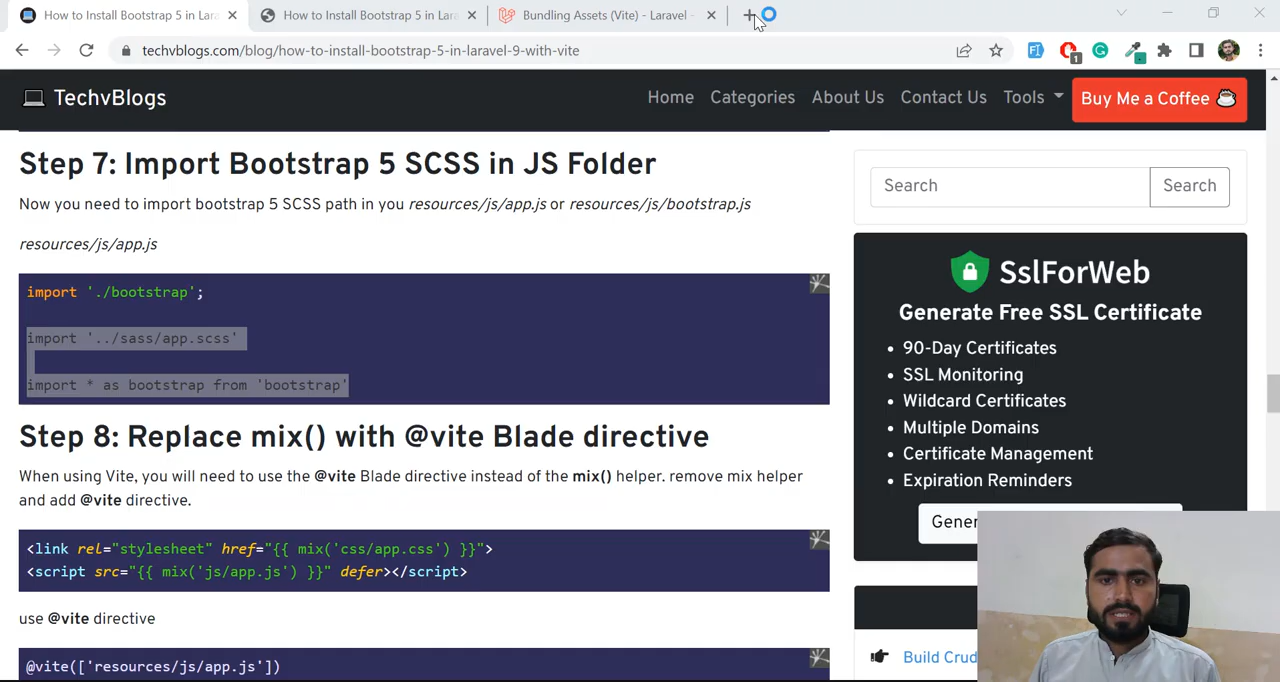 How to Install Bootstrap 5 in Lara
How to Install Bootstrap 5 in Lara
Bundling Assets (Vite) - Laravel -
techvblogs.com/blog/how-to-install-bootstrap-5-in-laravel-9-with-vite
1
TechvBlogs
Home
Categories
About Us
Contact Us
Tools
Buy Me a Coffee
Step 7: Import Bootstrap 5 SCSS in JS Folder
Now you need to import bootstrap 5 SCSS path in you resources/js/app.js or resources/js/bootstrap.js
resources/js/app.js
import './bootstrap';
import '../sass/app.scss'
import * as bootstrap from 'bootstrap'
Step 8: Replace mix() with @vite Blade directive
When using Vite, you will need to use the @vite Blade directive instead of the mix() helper. remove mix helper
and add @vite directive.
<link rel="stylesheet" href="{{ mix('css/app.css') }}">
<script src="{{ mix('js/app.js') }}" defer></script>
use @vite directive
@vite(['resources/js/app.js'])
Search
Search
SslForWeb
Generate Free SSL Certificate
• 90-Day Certificates
• SSL Monitoring
• Wildcard Certificates
• Multiple Domains
• Certificate Management
• Expiration Reminders
Gener
Build Crud